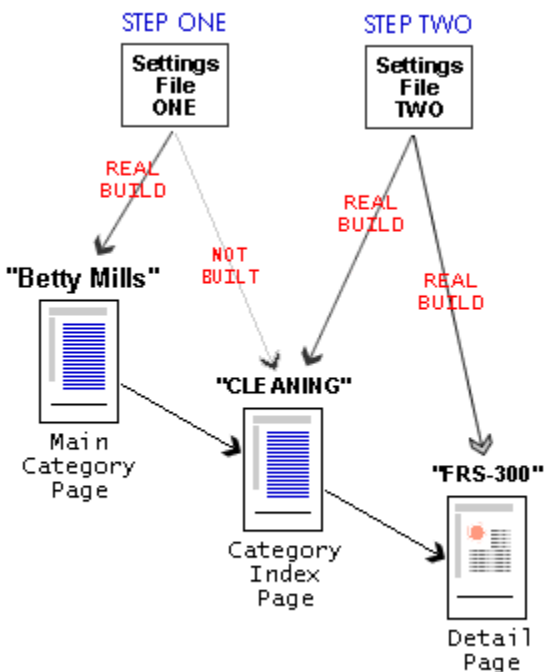 STEP ONE
Settings
File
ONE
STEP TWO
Settings
File
TWO
REAL
BUILD
NOT
BUILT
REAL
BUILD
REAL
BUILD
"Betty Mills"
Main
Category
Page
"CLEANING"
Category
Index
Page
"FRS-300"
Detail
Page